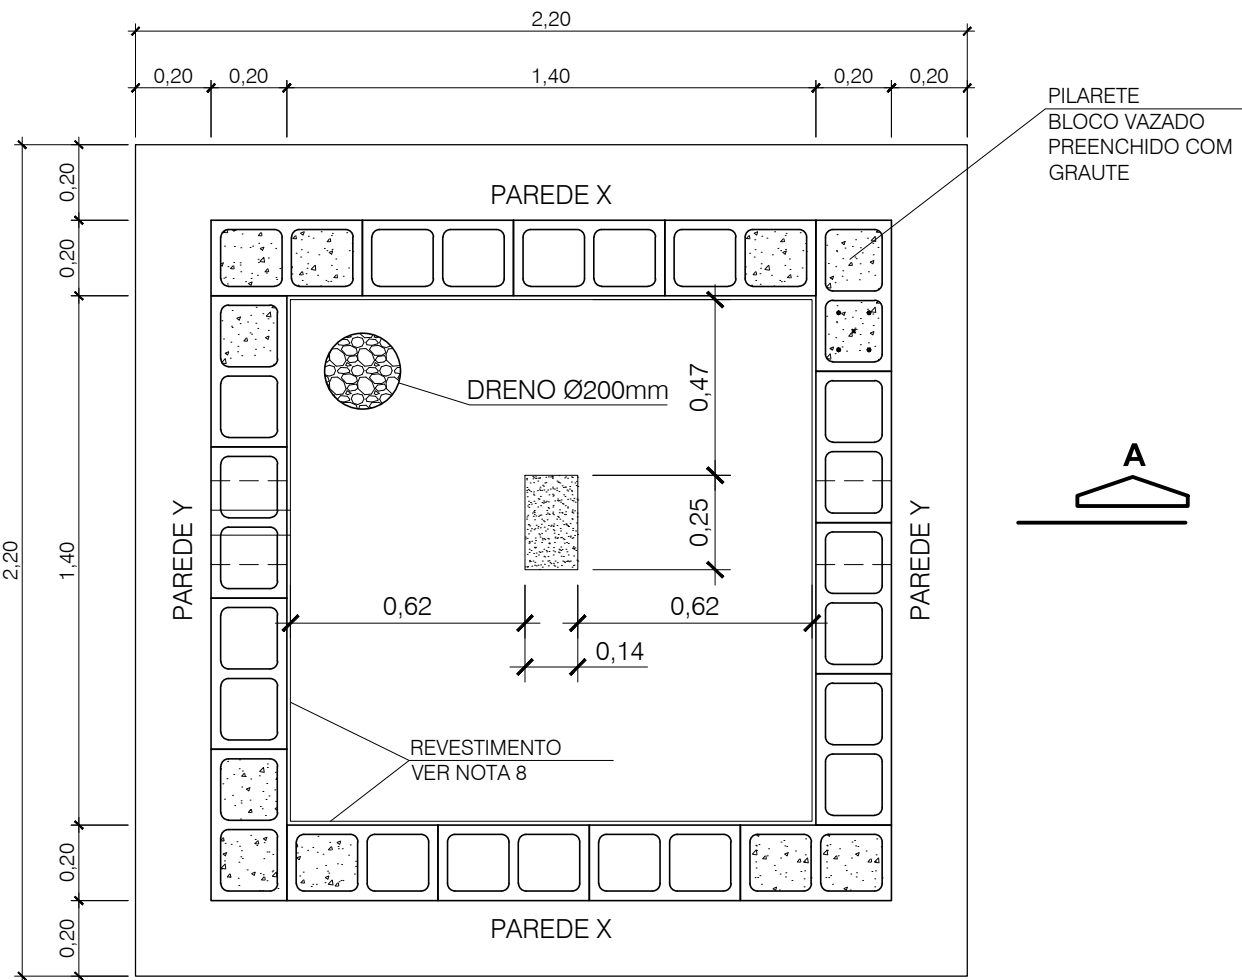 2,20
0,20
0,20
1,40
0,20
0,20
PILARETE
BLOCO VAZADO
PREENCHIDO COM
GRAUTE
0,20
PAREDE X
0,20
DRENO Ø200mm
0,47
A
0,25
PAREDE Y
PAREDE Y
2,20
1,40
0,62
0,62
0,14
REVESTIMENTO
VER NOTA 8
0,20
PAREDE X
0,20